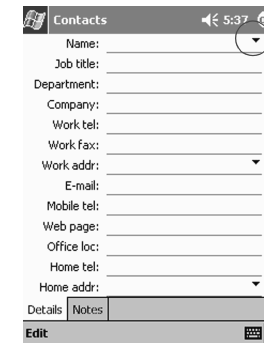 Contacts 5:37
Name:
Job title:
Department:
Company:
Work tel:
Work fax:
Work addr:
E-mail:
Mobile tel:
Web page:
Office loc:
Home tel:
Home addr:
Details Notes
Edit